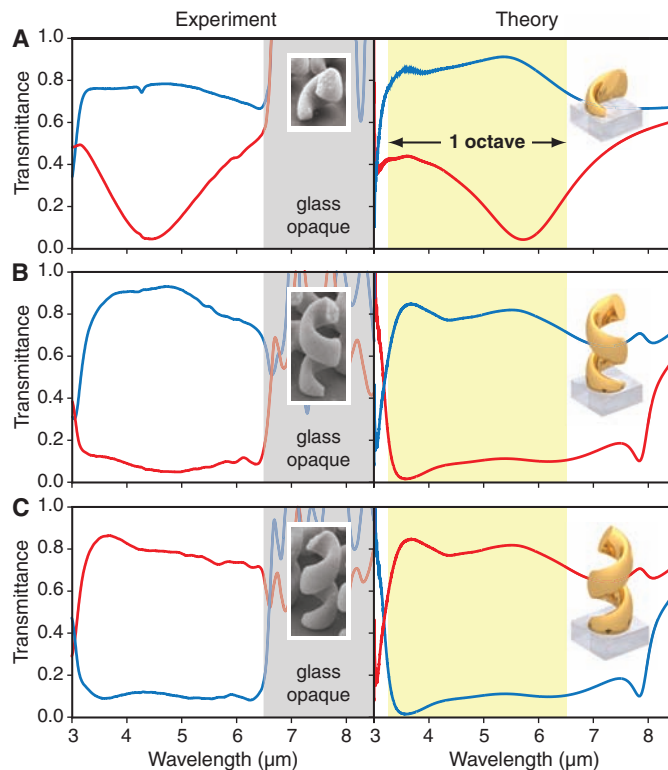 Experiment
Theory
A
Transmittance
1.0
0.8
0.6
0.4
0.2
0.0
glass
opaque
1 octave
B
Transmittance
1.0
0.8
0.6
0.4
0.2
0.0
glass
opaque
C
Transmittance
1.0
0.8
0.6
0.4
0.2
0.0
glass
opaque
3 4 5 6 7 8 3 4 5 6 7 8
Wavelength (µm) Wavelength (µm)